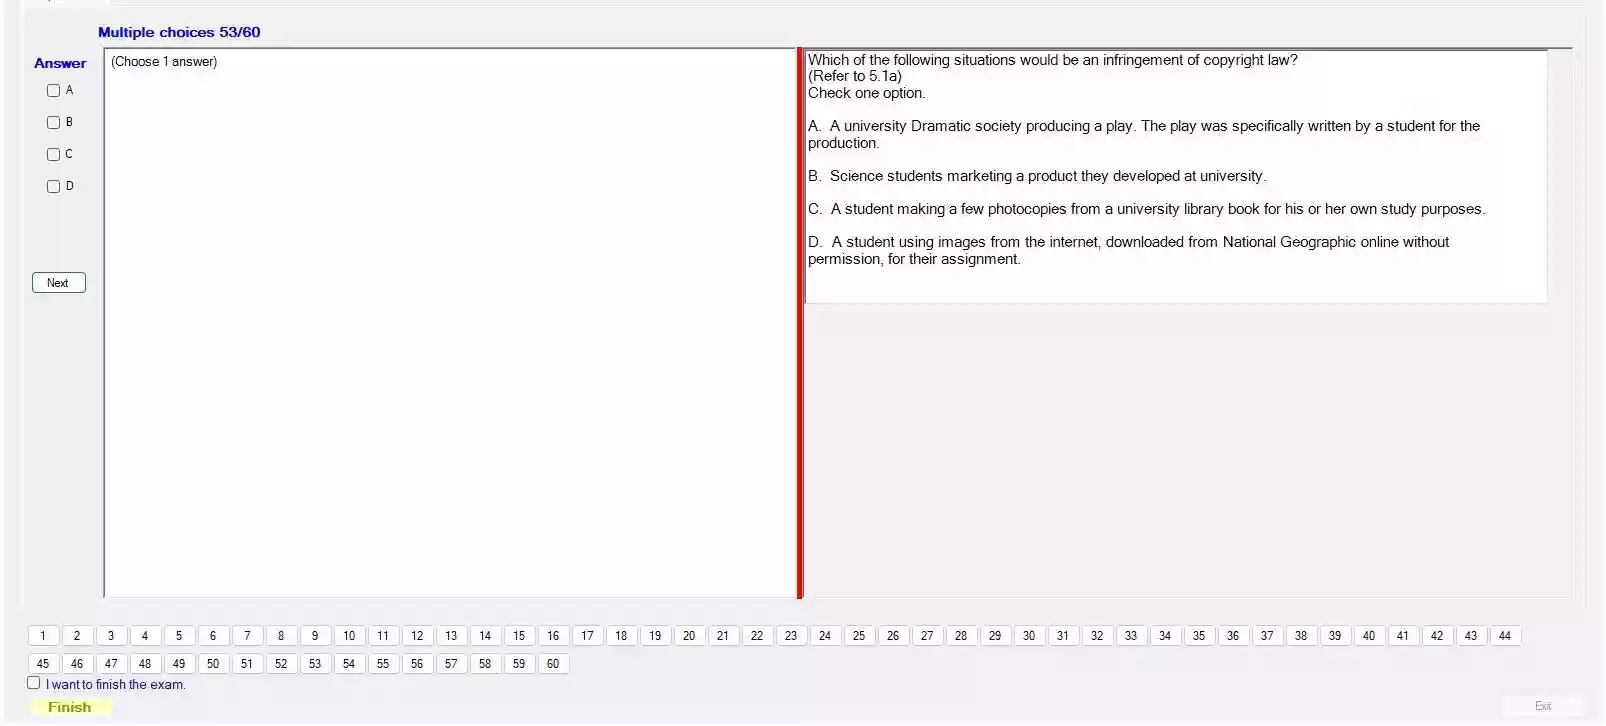 Multiple choices 53/60
Answer
A
B
C
D
Next
(Choose 1 answer)
Which of the following situations would be an infringement of copyright law?
(Refer to 5.1a)
Check one option.
A. A university Dramatic society producing a play. The play was specifically written by a student for the
production.
B. Science students marketing a product they developed at university.
C. A student making a few photocopies from a university library book for his or her own study purposes.
D. A student using images from the internet, downloaded from National Geographic online without
permission, for their assignment.
1 2 3 4 5 6 7 8 9 10 11 12 13 14 15 16 17 18 19 20 21 22 23 24 25 26 27 28 29 30 31 32 33 34 35 36 37 38 39 40 41 42 43 44
45 46 47 48 49 50 51 52 53 54 55 56 57 58 59 60
I want to finish the exam.
Finish
Exit